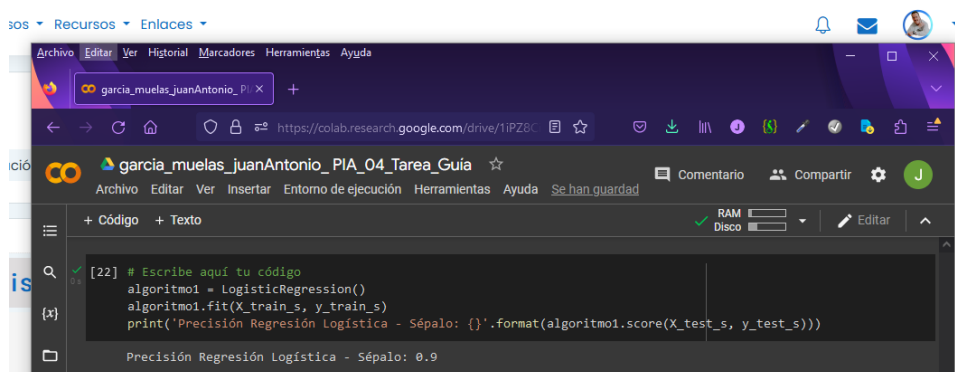 sos Recursos Enlaces
Archivo Editar Ver Historial Marcadores Herramientas Ayuda
garcia_muelas_juanAntonio_ PI
https://colab.research.google.com/drive/1iPZ8C
ució
garcia_muelas_juanAntonio_ PIA_04_Tarea_Guía
Comentario Compartir J
Archivo Editar Ver Insertar Entorno de ejecución Herramientas Ayuda Se han guardad
+ Código + Texto
RAM
Disco
Editar
is
[22] # Escribe aquí tu código
algoritmo1 = LogisticRegression()
algoritmo1.fit(X_train_s, y_train_s)
print('Precisión Regresión Logística - Sépalo: {}'.format(algoritmo1.score(X_test_s, y_test_s)))
0 s
{x}
Precisión Regresión Logística - Sépalo: 0.9